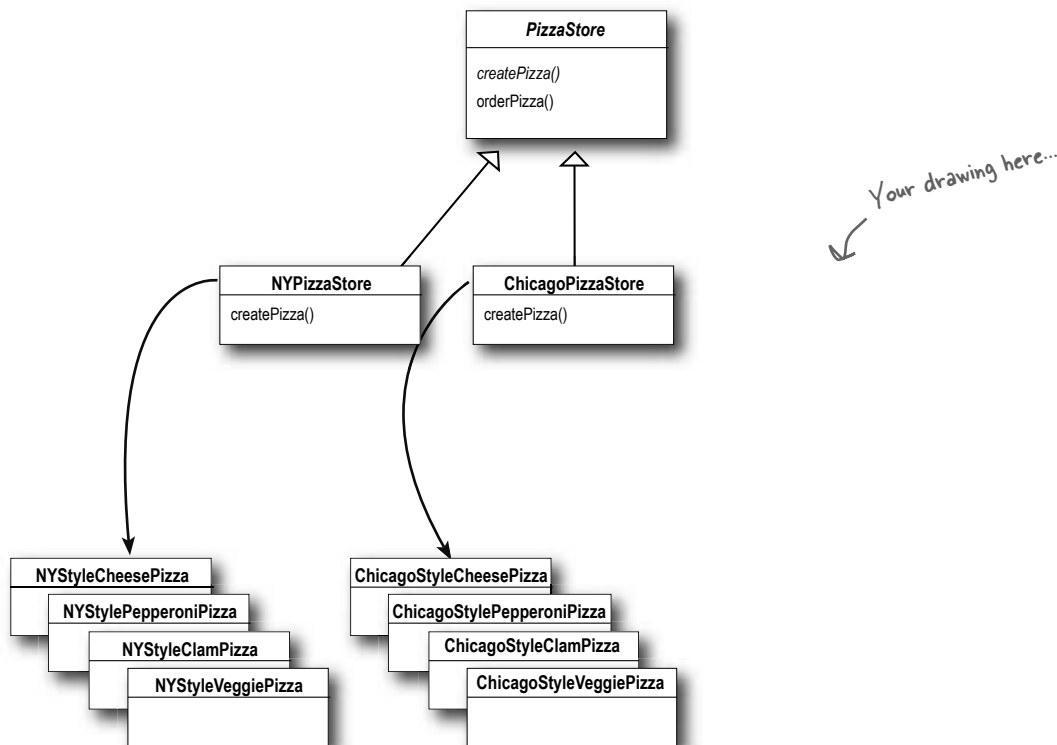 PizzaStore
createPizza()
orderPizza()
Your drawing here...
NYPizzaStore
createPizza()
ChicagoPizzaStore
createPizza()
NYStyleCheesePizza
NYStylePepperoniPizza
NYStyleClamPizza
NYStyleVeggiePizza
ChicagoStyleCheesePizza
ChicagoStylePepperoniPizza
ChicagoStyleClamPizza
ChicagoStyleVeggiePizza